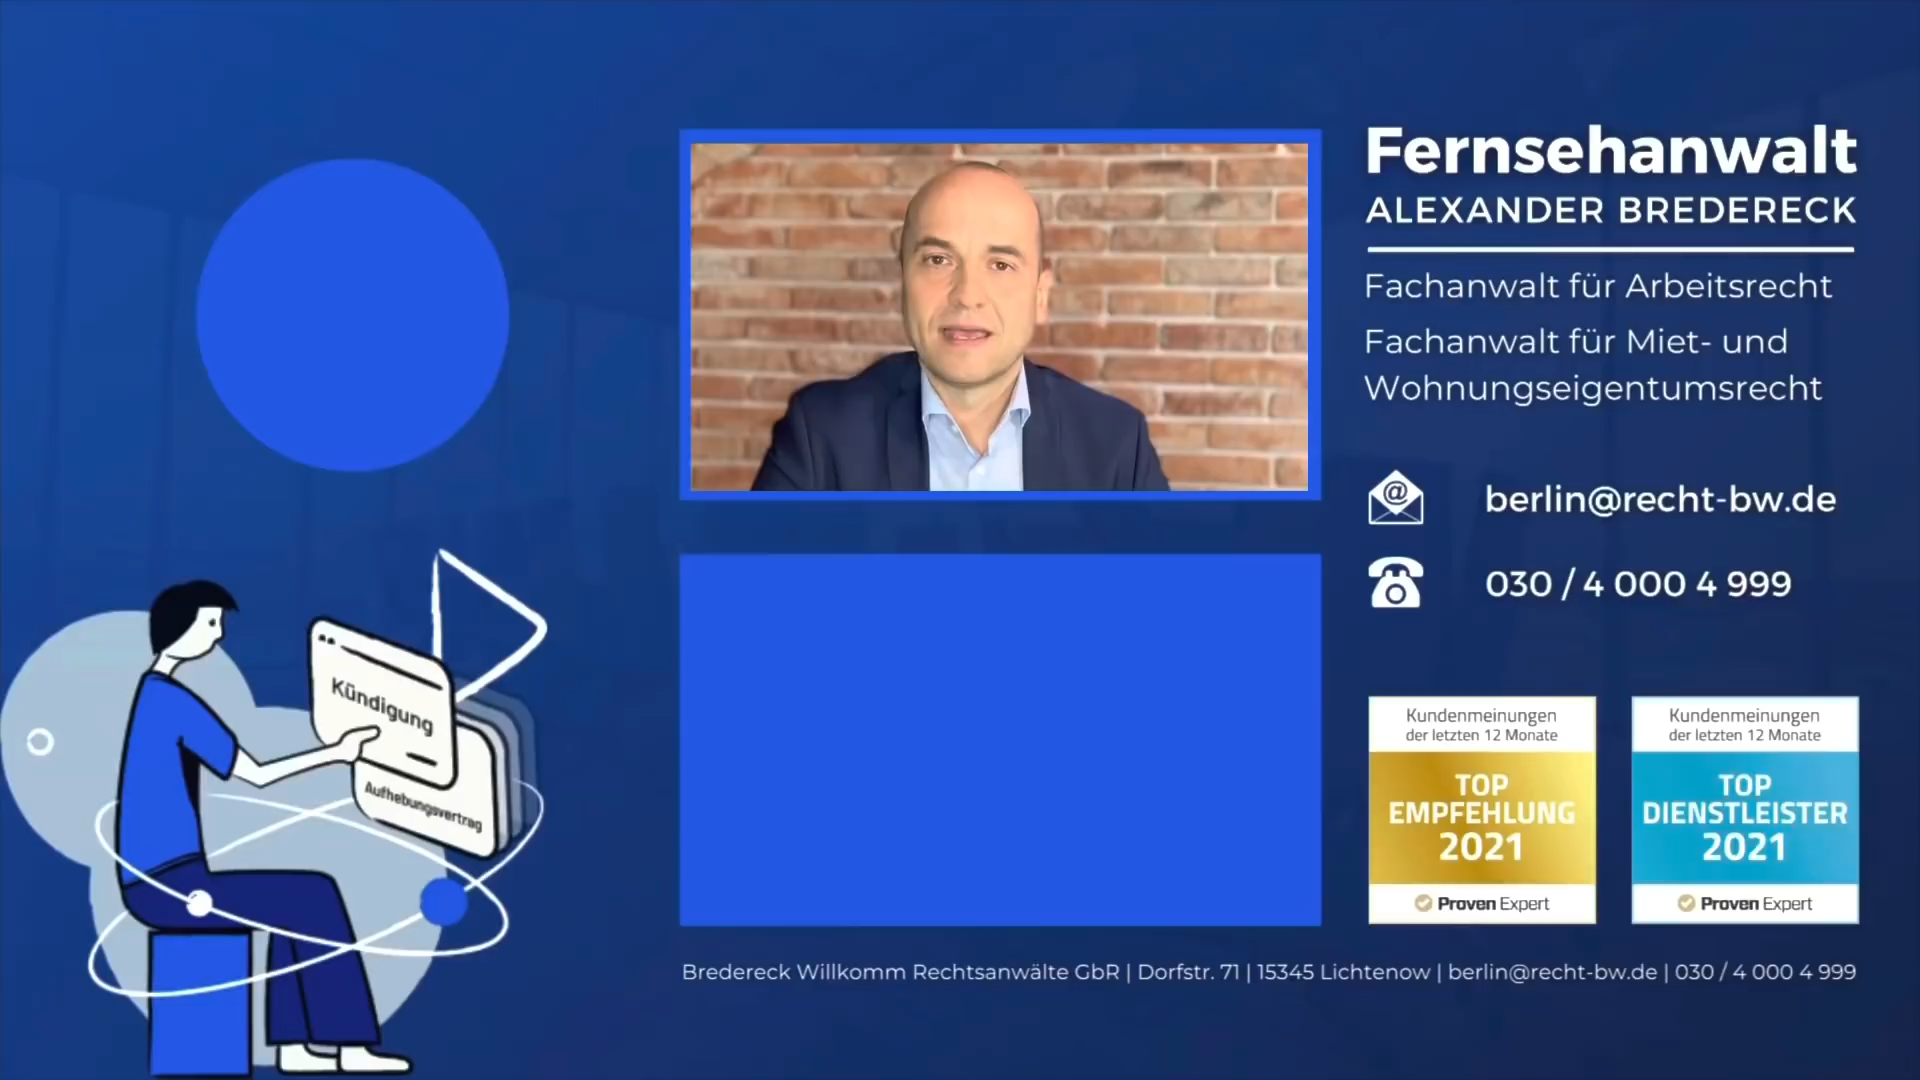 Fernsehanwalt
ALEXANDER BREDERECK
Fachanwalt für Arbeitsrecht
Fachanwalt für Miet- und
Wohnungseigentumsrecht
@
berlin@recht-bw.de
030 / 4 000 4 999
Kündigung
Aufhebungsvertrag
Kundenmeinungen
der letzten 12 Monate
TOP
EMPFEHLUNG
2021
Proven Expert
Kundenmeinungen
der letzten 12 Monate
TOP
DIENSTLEISTER
2021
Proven Expert
Bredereck Willkomm Rechtsanwälte GbR | Dorfstr. 71 | 15345 Lichtenow | berlin@recht-bw.de | 030 / 4 000 4 999